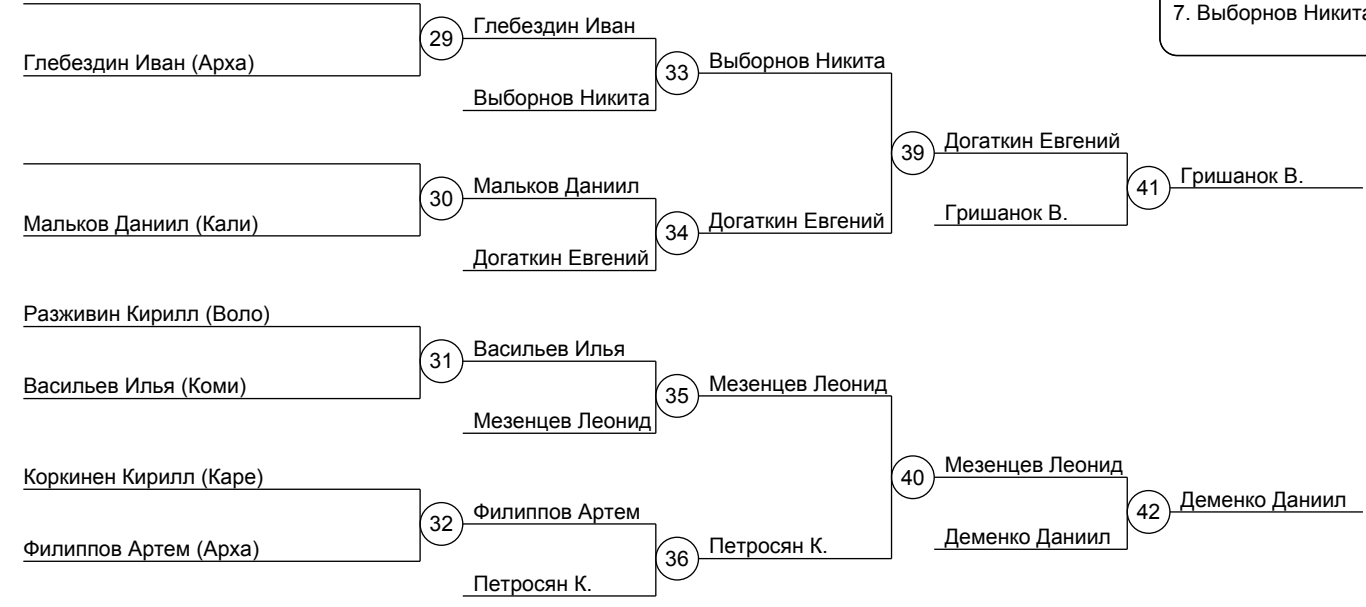 7. Выборнов Никита
29
Глебездин Иван
Глебездин Иван (Арха)
33
Выборнов Никита
Выборнов Никита
39
Догаткин Евгений
30
Мальков Даниил
Мальков Даниил (Кали)
34
Догаткин Евгений
Догаткин Евгений
41
Гришанок В.
Гришанок В.
Разживин Кирилл (Воло)
31
Васильев Илья
Васильев Илья (Коми)
35
Мезенцев Леонид
Мезенцев Леонид
40
Мезенцев Леонид
Коркинен Кирилл (Каре)
32
Филиппов Артем
Филиппов Артем (Арха)
36
Петросян К.
Петросян К.
42
Деменко Даниил
Деменко Даниил